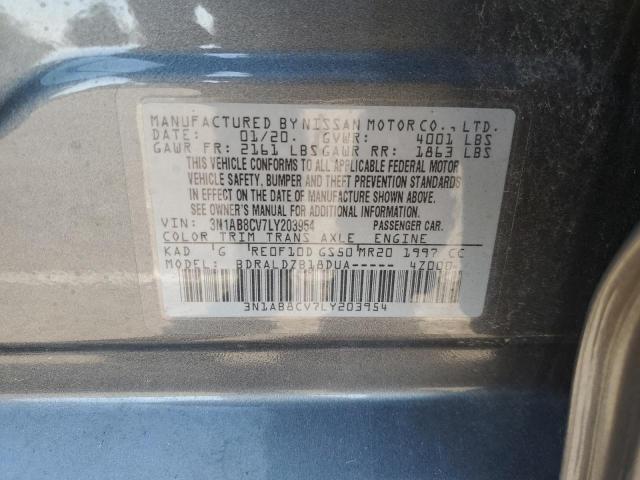 MANUFACTURED BY NISSAN MOTOR CO., LTD.
DATE: 01/20. GVWR: 4001 LBS
GAWR FR: 2161 LBS GAWR RR: 1863 LBS
THIS VEHICLE CONFORMS TO ALL APPLICABLE FEDERAL MOTOR
VEHICLE SAFETY, BUMPER AND THEFT PREVENTION STANDARDS
IN EFFECT ON THE DATE OF MANUFACTURE SHOWN ABOVE.
SEE OWNER'S MANUAL FOR ADDITIONAL INFORMATION.
VIN: 3N1AB8CV7LY203954 PASSENGER CAR.
COLOR TRIM TRANS AXLE ENGINE
KAD G RE0F10D GS50 MR20 1997 CC
MODEL: BDRALDZB18DUA----- 4Z000-
3N1AB8CV7LY203954